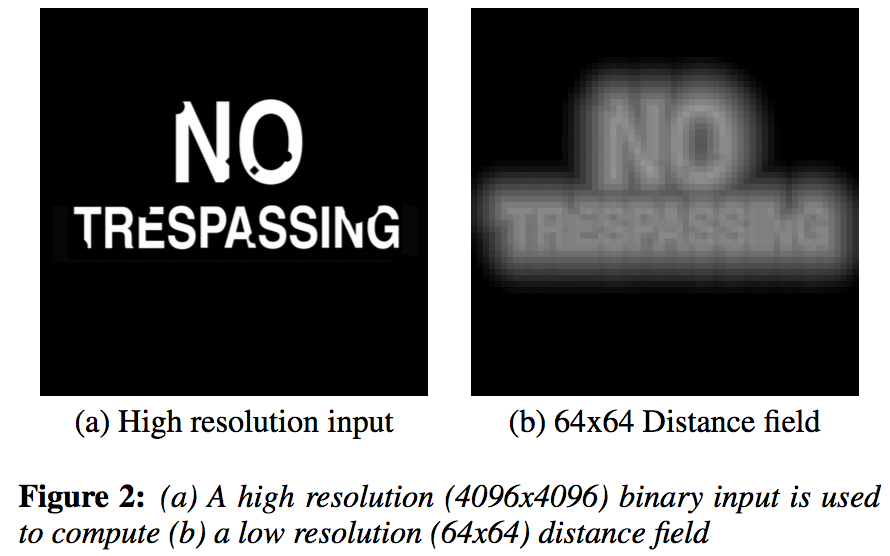 NO
TRESPASSING
NO
TRESPASSING
(a) High resolution input
(b) 64x64 Distance field
Figure 2: (a) A high resolution (4096x4096) binary input is used
to compute (b) a low resolution (64x64) distance field